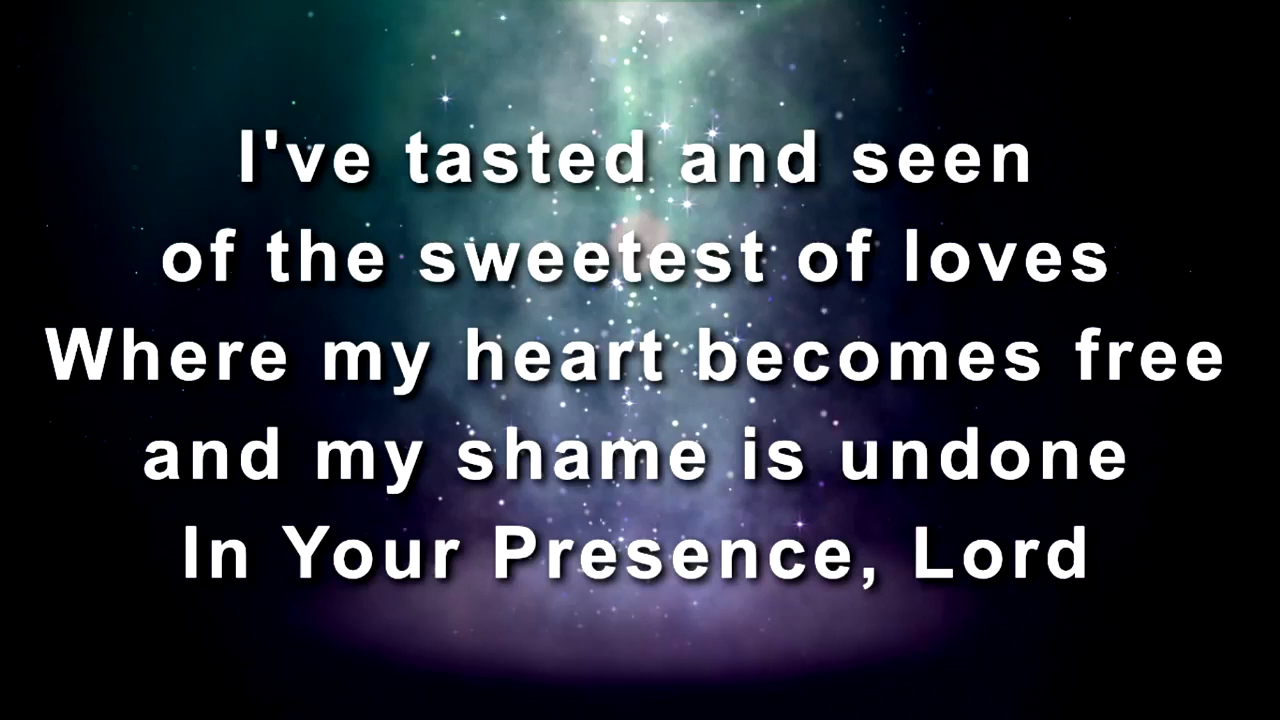 I've tasted and seen
of the sweetest of loves
Where my heart becomes free
and my shame is undone
In Your Presence, Lord